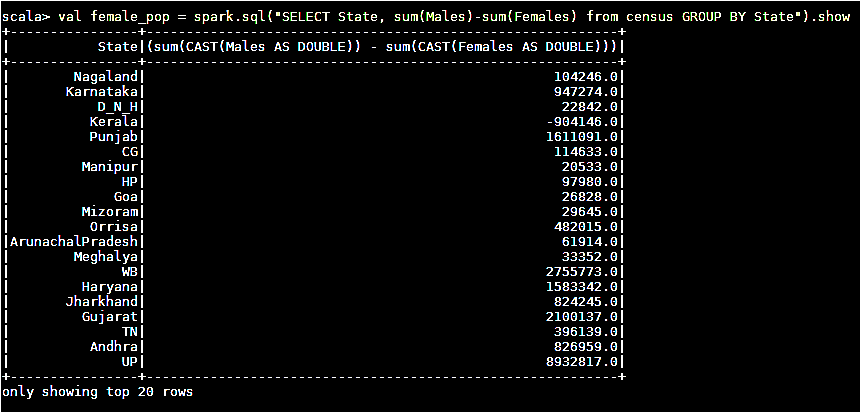 scala> val female_pop = spark.sql("SELECT State, sum(Males)-sum(Females) from census GROUP BY State").show
+----------------+----------------------------------------------------------+
|           State|(sum(CAST(Males AS DOUBLE)) - sum(CAST(Females AS DOUBLE)))|
+----------------+----------------------------------------------------------+
|        Nagaland|                                                  104246.0|
|       Karnataka|                                                  947274.0|
|           D_N_H|                                                   22842.0|
|          Kerala|                                                 -904146.0|
|          Punjab|                                                 1611091.0|
|              CG|                                                  114633.0|
|         Manipur|                                                   20533.0|
|              HP|                                                   97980.0|
|             Goa|                                                   26828.0|
|         Mizoram|                                                   29645.0|
|          Orrisa|                                                  482015.0|
|ArunachalPradesh|                                                   61914.0|
|       Meghalya|                                                   33352.0|
|              WB|                                                 2755773.0|
|         Haryana|                                                 1583342.0|
|       Jharkhand|                                                  824245.0|
|         Gujarat|                                                 2100137.0|
|              TN|                                                  396139.0|
|          Andhra|                                                  826959.0|
|              UP|                                                 8932817.0|
+----------------+----------------------------------------------------------+
only showing top 20 rows